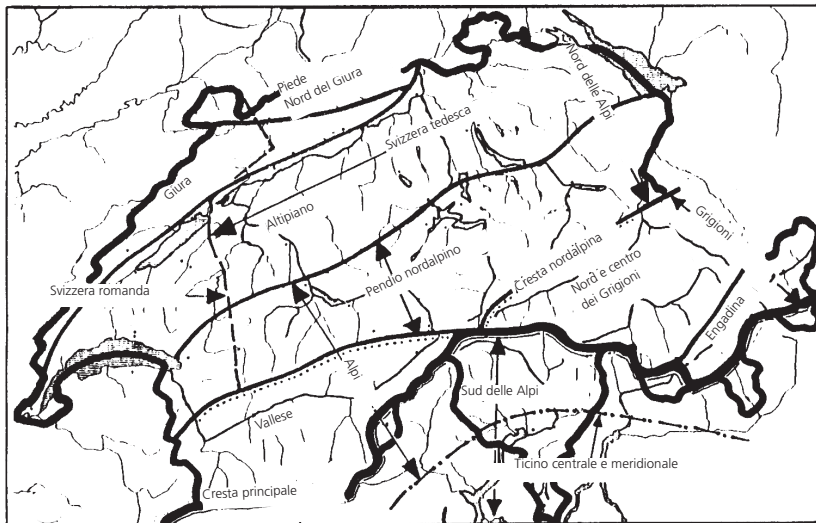 Piede
Nord del Giura
Nord delle Alpi
Svizzera tedesca
Giura
Altipiano
Grigioni
Pendio nordalpino
Cresta nordalpina
Nord e centro
dei Grigioni
Svizzera romanda
Engadina
Alpi
Sud delle Alpi
Vallese
Ticino centrale e meridionale
Cresta principale